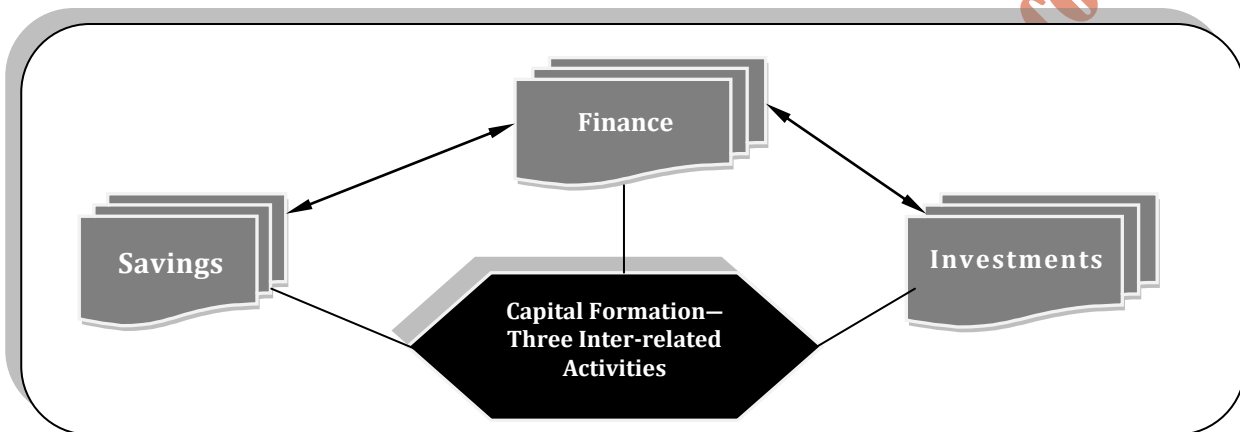 Finance
Savings
Investments
Capital Formation—
Three Inter-related
Activities